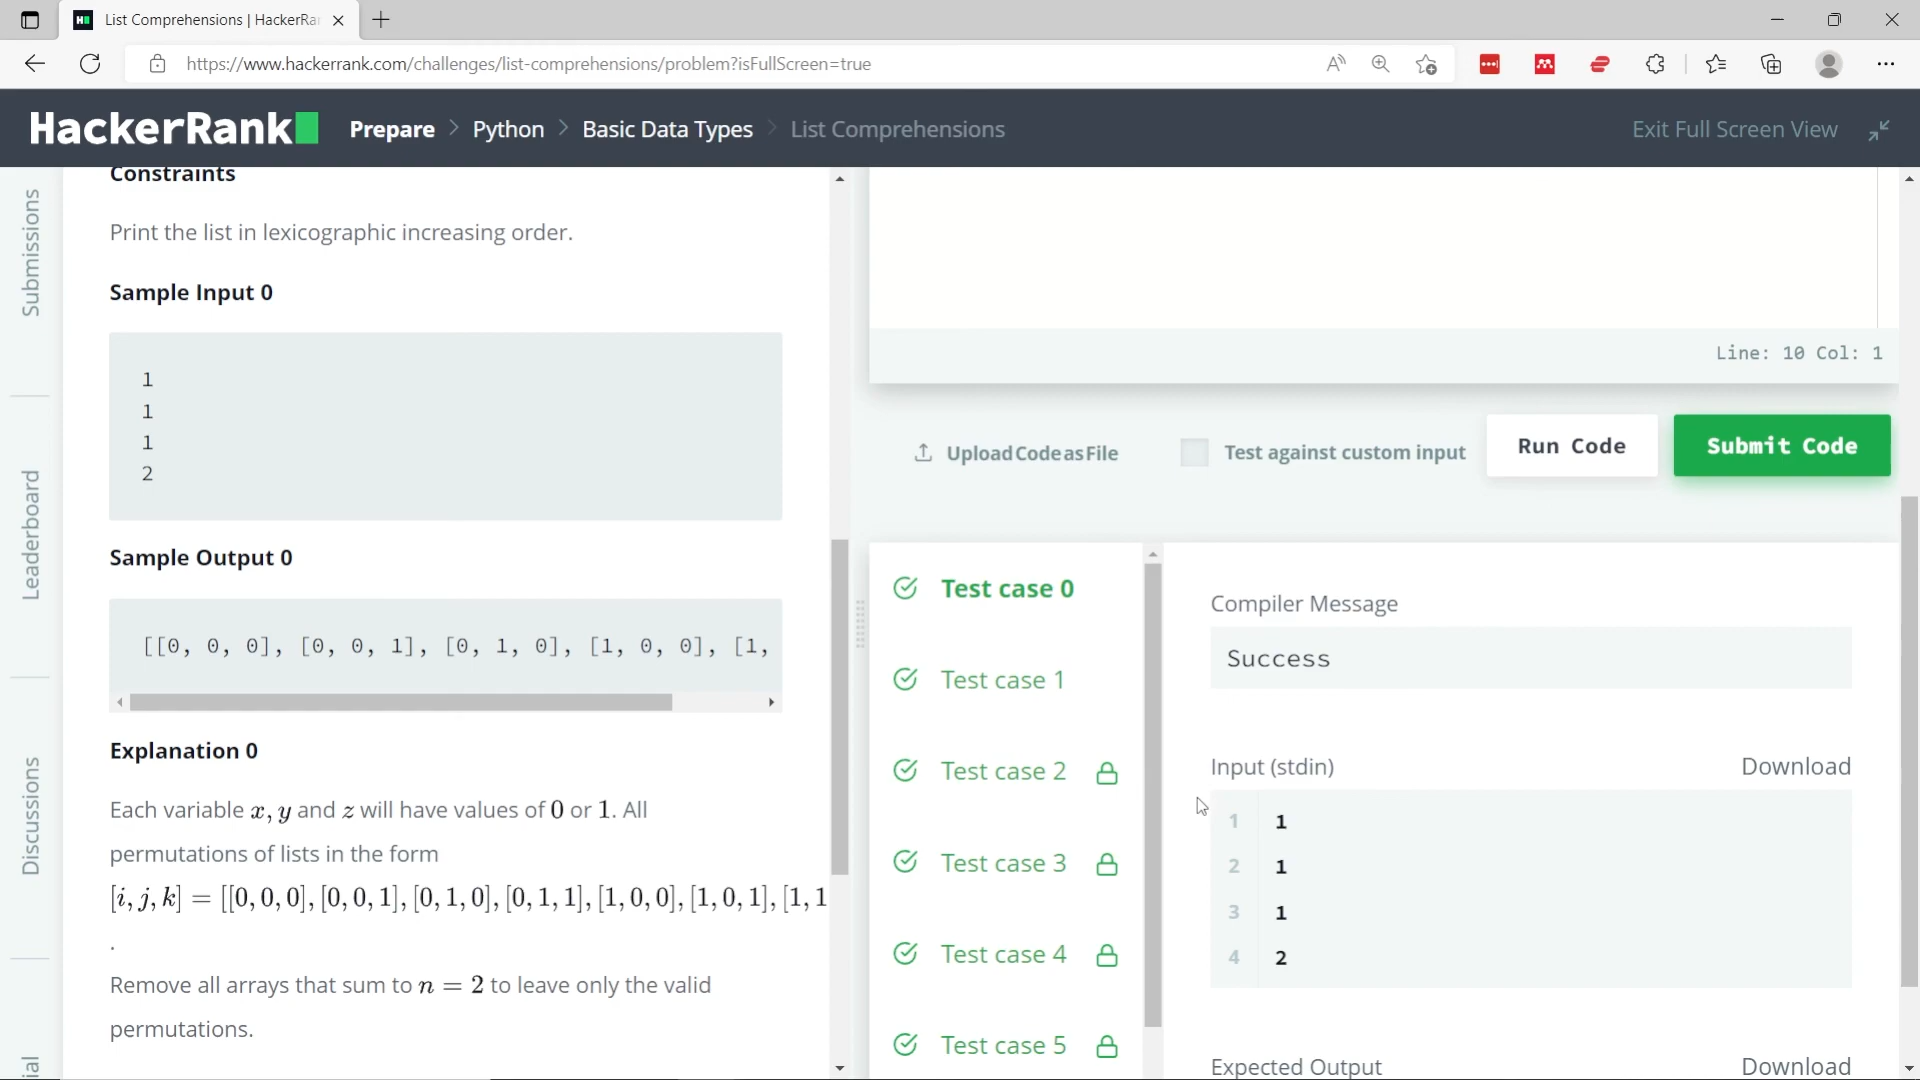 List Comprehensions | HackerRa
https://www.hackerrank.com/challenges/list-comprehensions/problem?isFullScreen=true
HackerRank
Prepare > Python > Basic Data Types > List Comprehensions
Exit Full Screen View
Submissions
Leaderboard
Discussions
ial
Constraints
Print the list in lexicographic increasing order.
Sample Input 0
1
1
1
2
Sample Output 0
[[0, 0, 0], [0, 0, 1], [0, 1, 0], [1, 0, 0], [1,
Explanation 0
Each variable x, y and z will have values of 0 or 1. All
permutations of lists in the form
[i, j, k] = [[0, 0, 0], [0, 0, 1], [0, 1, 0], [0, 1, 1], [1, 0, 0], [1, 0, 1], [1, 1
.
Remove all arrays that sum to n = 2 to leave only the valid
permutations.
Line: 10 Col: 1
Upload Code as File
Test against custom input
Run Code
Submit Code
Test case 0
Test case 1
Test case 2
Test case 3
Test case 4
Test case 5
Compiler Message
Success
Input (stdin)
Download
1 1
2 1
3 1
4 2
Expected Output
Download